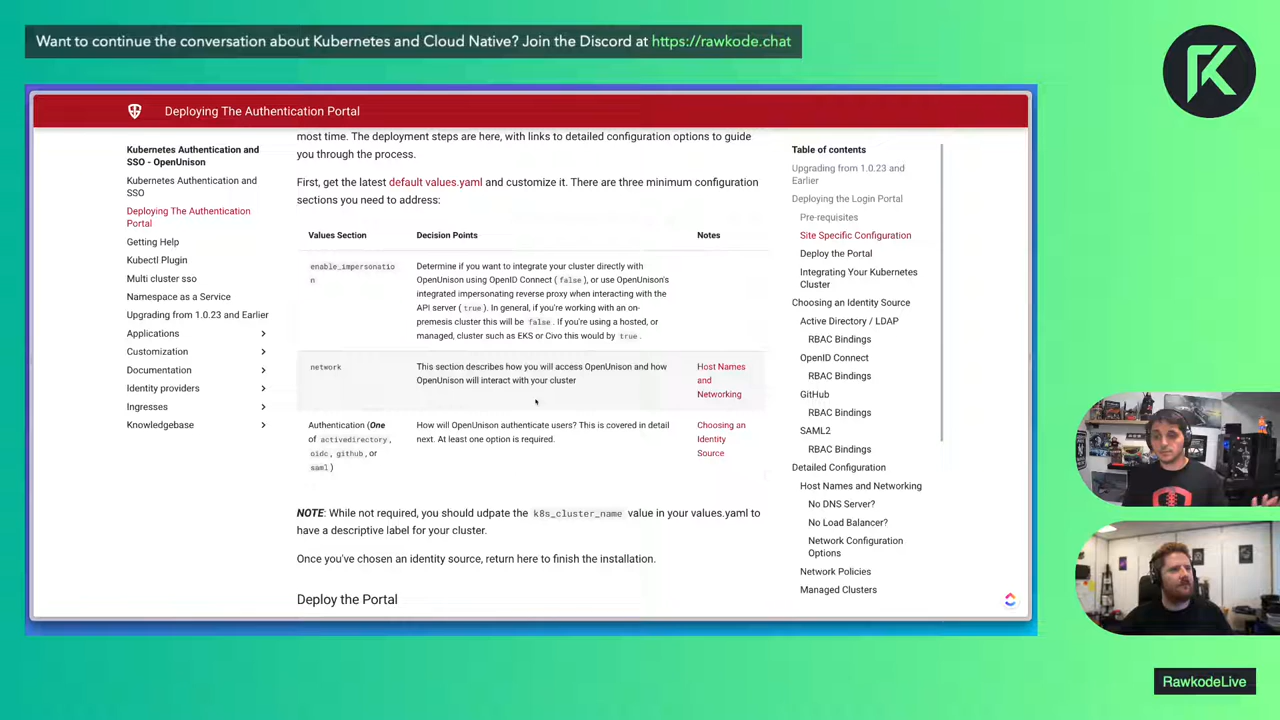 Want to continue the conversation about Kubernetes and Cloud Native? Join the Discord at https://rawkode.chat
Deploying The Authentication Portal
Kubernetes Authentication and
SSO - OpenUnison
Kubernetes Authentication and
SSO
Deploying The Authentication
Portal
Getting Help
Kubectl Plugin
Multi cluster sso
Namespace as a Service
Upgrading from 1.0.23 and Earlier
Applications
Customization
Documentation
Identity providers
Ingresses
Knowledgebase
most time. The deployment steps are here, with links to detailed configuration options to guide
you through the process.
First, get the latest default values.yaml and customize it. There are three minimum configuration
sections you need to address:
Values Section Decision Points Notes
enable_impersonatio
n
Determine if you want to integrate your cluster directly with
OpenUnison using OpenID Connect ( false ), or use OpenUnison's
integrated impersonating reverse proxy when interacting with the
API server ( true ). In general, if you're working with an on-
premesis cluster this will be false . If you're using a hosted, or
managed, cluster such as EKS or Civo this would by true .
network
This section describes how you will access OpenUnison and how
OpenUnison will interact with your cluster
Host Names
and
Networking
Authentication (One
of activedirectory,
oidc, github, or
saml)
How will OpenUnison authenticate users? This is covered in detail
next. At least one option is required.
Choosing an
Identity
Source
NOTE: While not required, you should udpate the k8s_cluster_name value in your values.yaml to
have a descriptive label for your cluster.
Once you've chosen an identity source, return here to finish the installation.
Deploy the Portal
Table of contents
Upgrading from 1.0.23 and
Earlier
Deploying the Login Portal
Pre-requisites
Site Specific Configuration
Deploy the Portal
Integrating Your Kubernetes
Cluster
Choosing an Identity Source
Active Directory / LDAP
RBAC Bindings
OpenID Connect
RBAC Bindings
GitHub
RBAC Bindings
SAML2
RBAC Bindings
Detailed Configuration
Host Names and Networking
No DNS Server?
No Load Balancer?
Network Configuration
Options
Network Policies
Managed Clusters
RawkodeLive